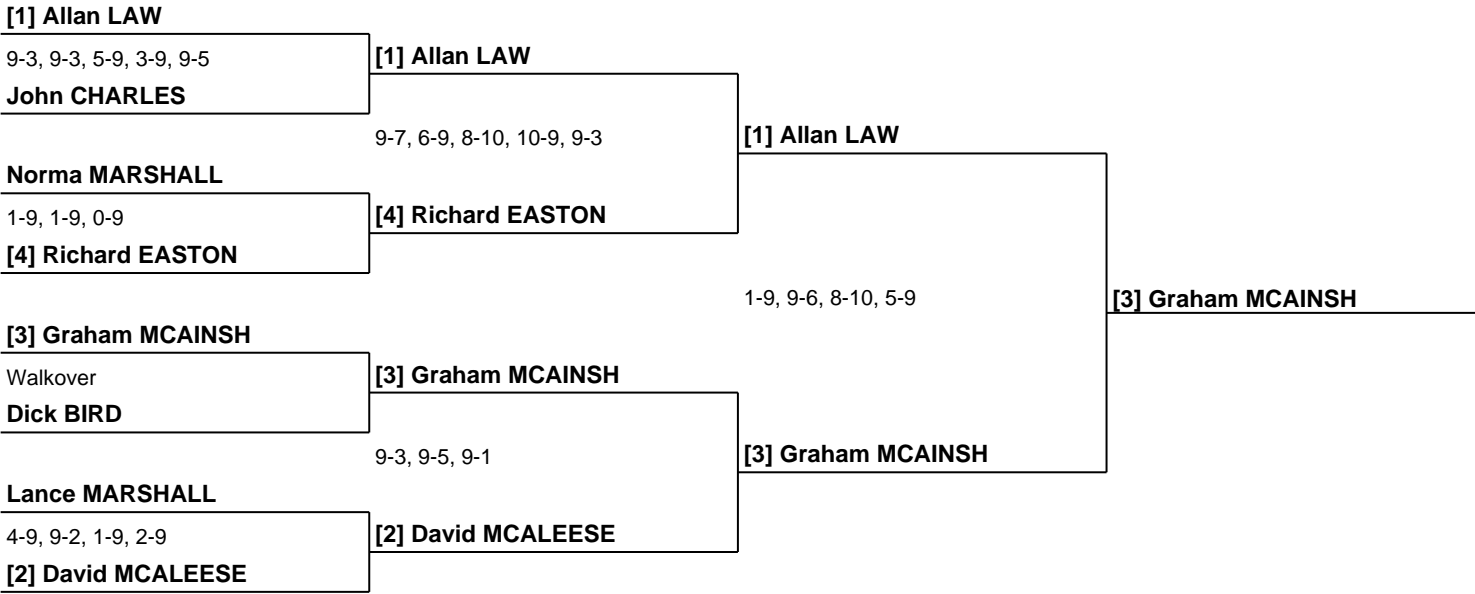 [1] Allan LAW
9-3, 9-3, 5-9, 3-9, 9-5
[1] Allan LAW
John CHARLES
9-7, 6-9, 8-10, 10-9, 9-3
[1] Allan LAW
Norma MARSHALL
1-9, 1-9, 0-9
[4] Richard EASTON
[4] Richard EASTON
1-9, 9-6, 8-10, 5-9
[3] Graham MCAINSH
[3] Graham MCAINSH
Walkover
[3] Graham MCAINSH
Dick BIRD
9-3, 9-5, 9-1
[3] Graham MCAINSH
Lance MARSHALL
4-9, 9-2, 1-9, 2-9
[2] David MCALEESE
[2] David MCALEESE